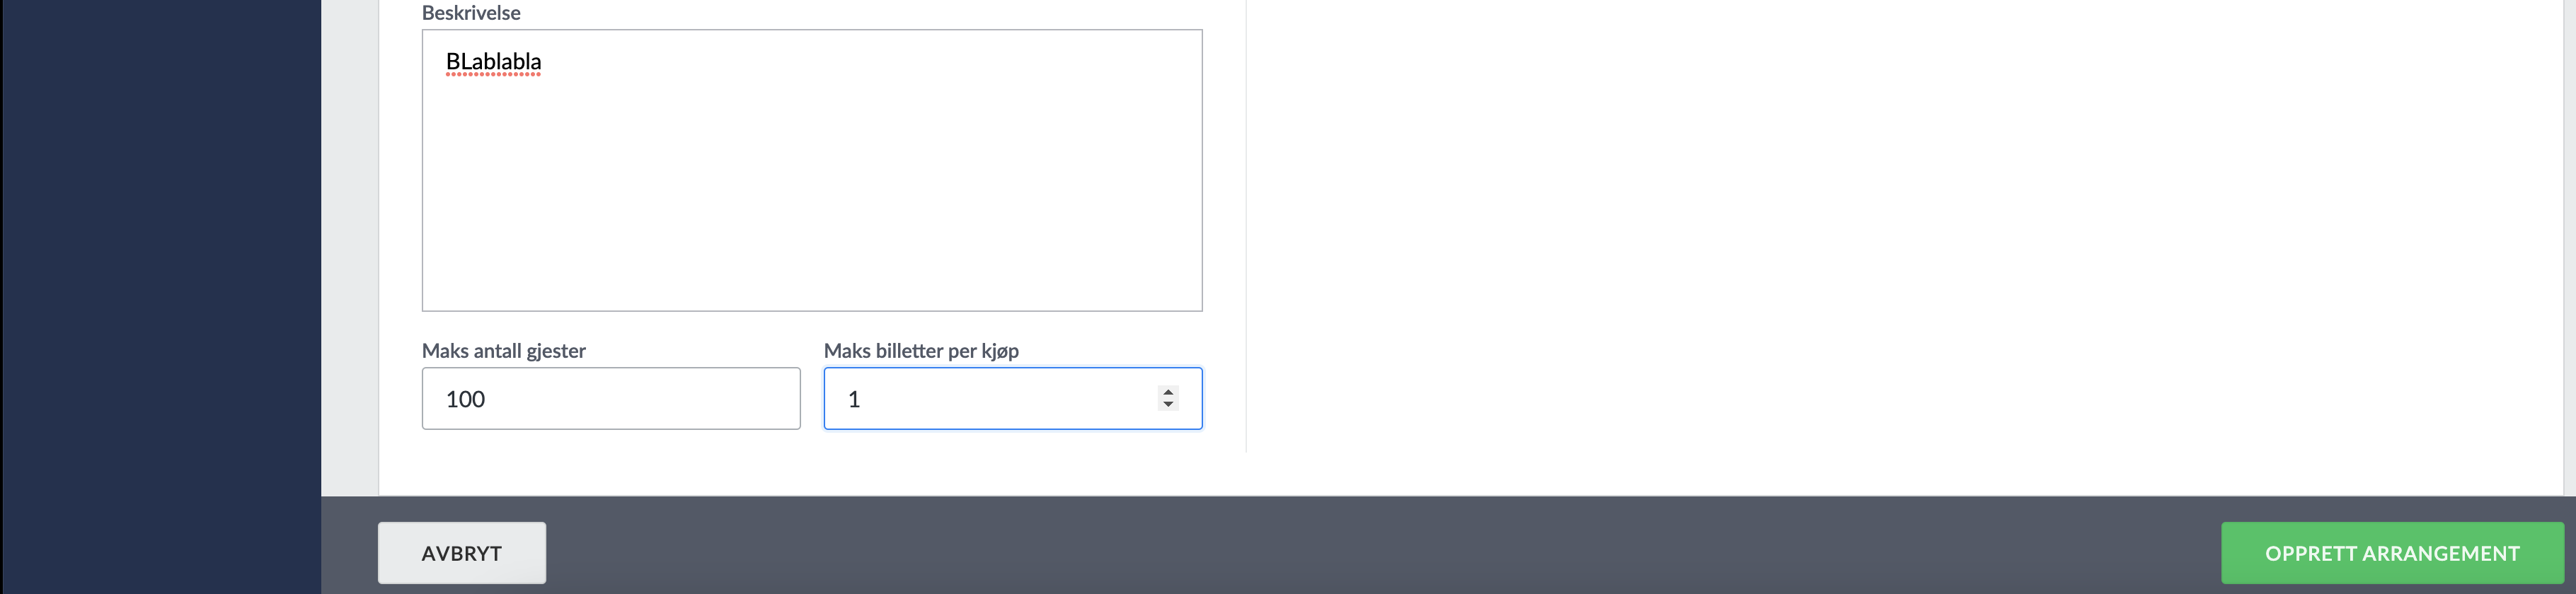 Beskrivelse
BLablabla
Maks antall gjester
Maks billetter per kjøp
100
1
AVBRYT
OPPRETT ARRANGEMENT